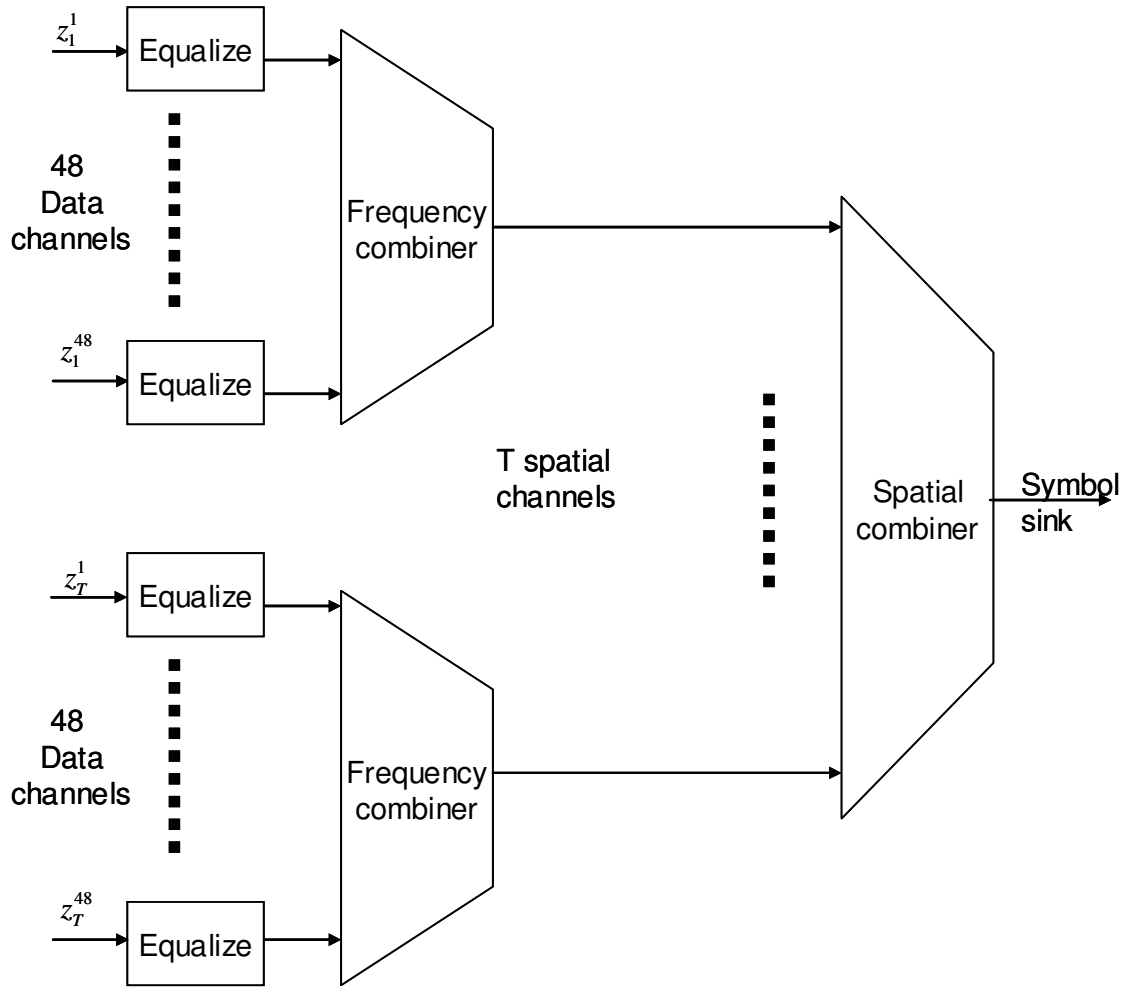 z_1^1
Equalize
48
Data
channels
Frequency
combiner
z_1^48
Equalize
T spatial
channels
Spatial
combiner
Symbol
sink
z_T^1
Equalize
48
Data
channels
Frequency
combiner
z_T^48
Equalize